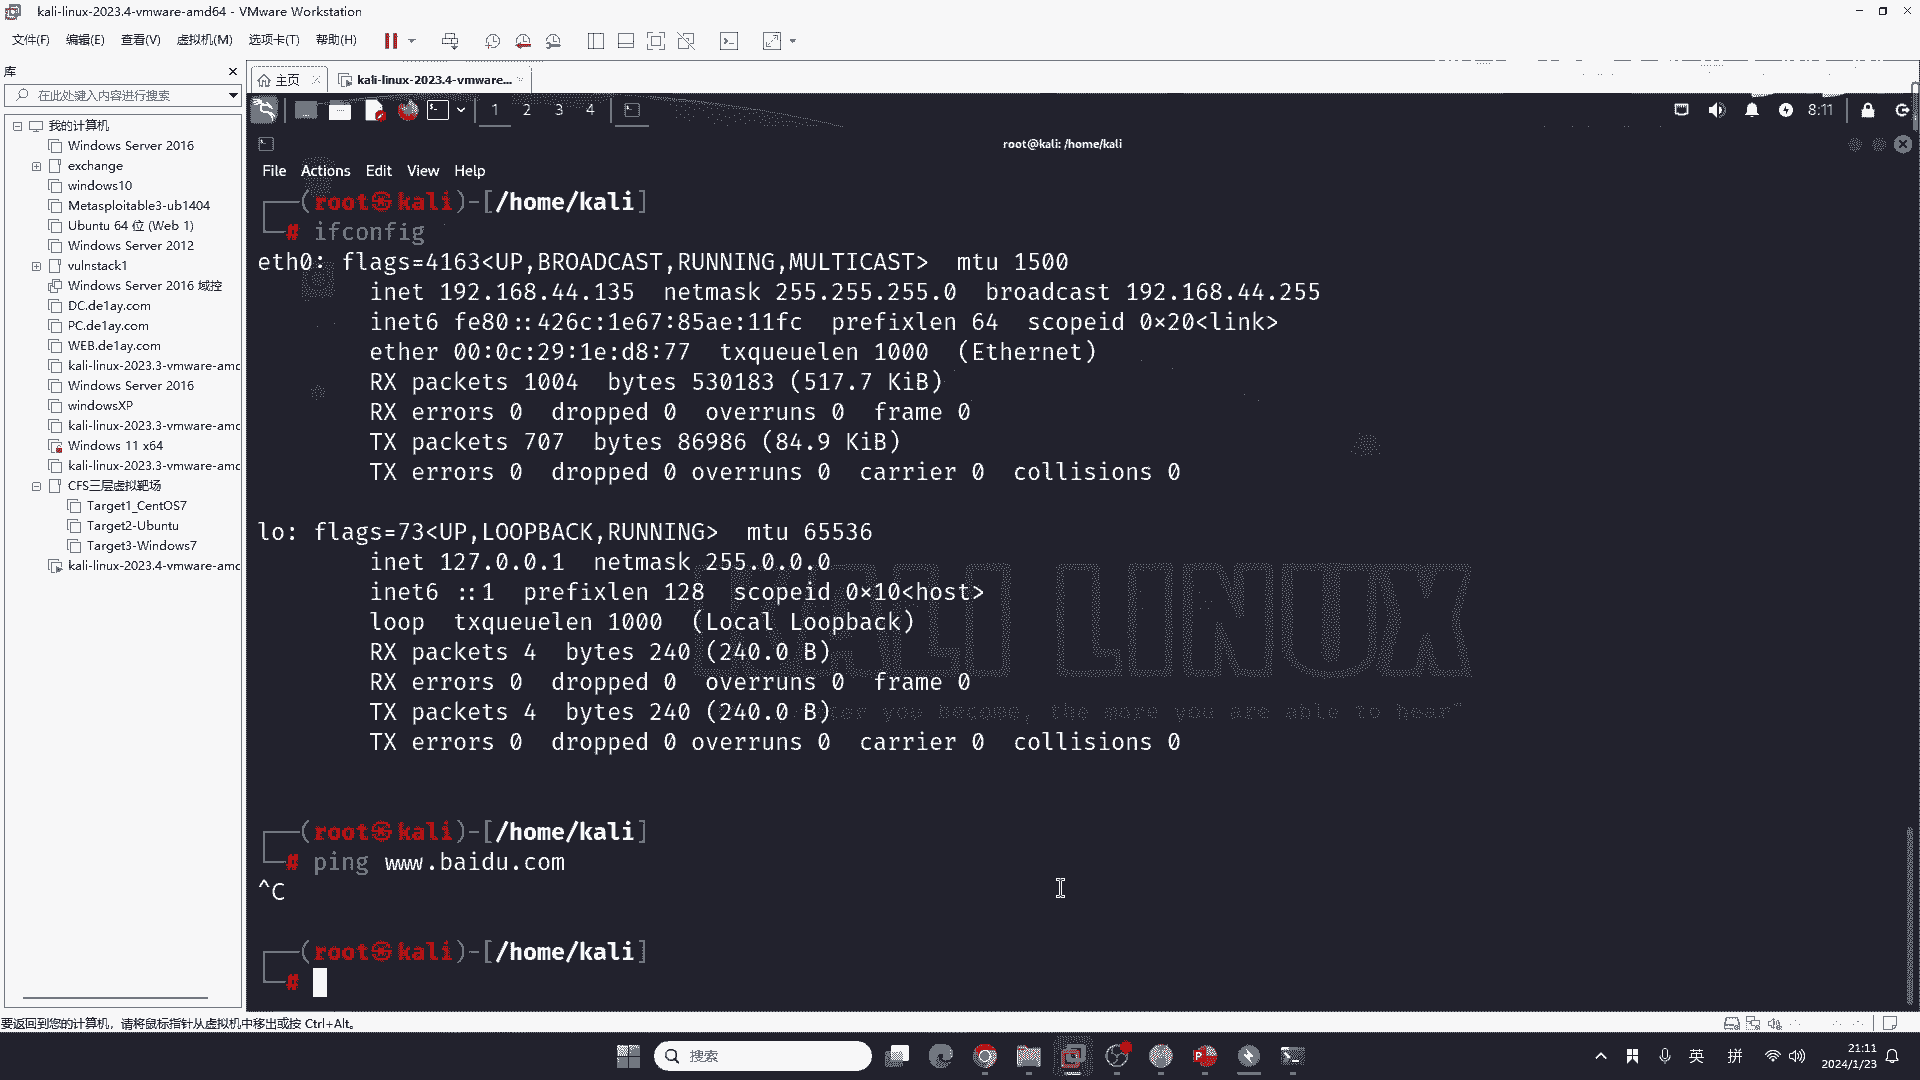 kali-linux-2023.4-vmware-amd64 - VMware Workstation
文件(F) 编辑(E) 查看(V) 虚拟机(M) 选项卡(T) 帮助(H)
库
主页
kali-linux-2023.4-vmware...
在此处键入内容进行搜索
1 2 3 4
8:11
我的计算机
Windows Server 2016
exchange
windows10
Metasploitable3-ub1404
Ubuntu 64 位 (Web 1)
Windows Server 2012
vulnstack1
Windows Server 2016 域控
DC.de1ay.com
PC.de1ay.com
WEB.de1ay.com
kali-linux-2023.3-vmware-amd
Windows Server 2016
windowsXP
kali-linux-2023.3-vmware-amd
Windows 11 x64
kali-linux-2023.3-vmware-amd
CFS三层虚拟靶场
Target1_CentOS7
Target2-Ubuntu
Target3-Windows7
kali-linux-2023.4-vmware-amd
root@kali: /home/kali
File Actions Edit View Help
┌──(root㉿kali)-[/home/kali]
└─# ifconfig
eth0: flags=4163<UP,BROADCAST,RUNNING,MULTICAST>  mtu 1500
inet 192.168.44.135  netmask 255.255.255.0  broadcast 192.168.44.255
inet6 fe80::426c:1e67:85ae:11fc  prefixlen 64  scopeid 0×20<link>
ether 00:0c:29:1e:d8:77  txqueuelen 1000  (Ethernet)
RX packets 1004  bytes 530183 (517.7 KiB)
RX errors 0  dropped 0  overruns 0  frame 0
TX packets 707  bytes 86986 (84.9 KiB)
TX errors 0  dropped 0 overruns 0  carrier 0  collisions 0
lo: flags=73<UP,LOOPBACK,RUNNING>  mtu 65536
inet 127.0.0.1  netmask 255.0.0.0
inet6 ::1  prefixlen 128  scopeid 0×10<host>
loop  txqueuelen 1000  (Local Loopback)
RX packets 4  bytes 240 (240.0 B)
RX errors 0  dropped 0  overruns 0  frame 0
TX packets 4  bytes 240 (240.0 B)
TX errors 0  dropped 0 overruns 0  carrier 0  collisions 0
KALI LINUX
you become, the more you are able to hear"
┌──(root㉿kali)-[/home/kali]
└─# ping www.baidu.com
^C
┌──(root㉿kali)-[/home/kali]
└─#
要返回到您的计算机，请将鼠标指针从虚拟机中移出或按 Ctrl+Alt。
搜索
英 拼
21:11
2024/1/23